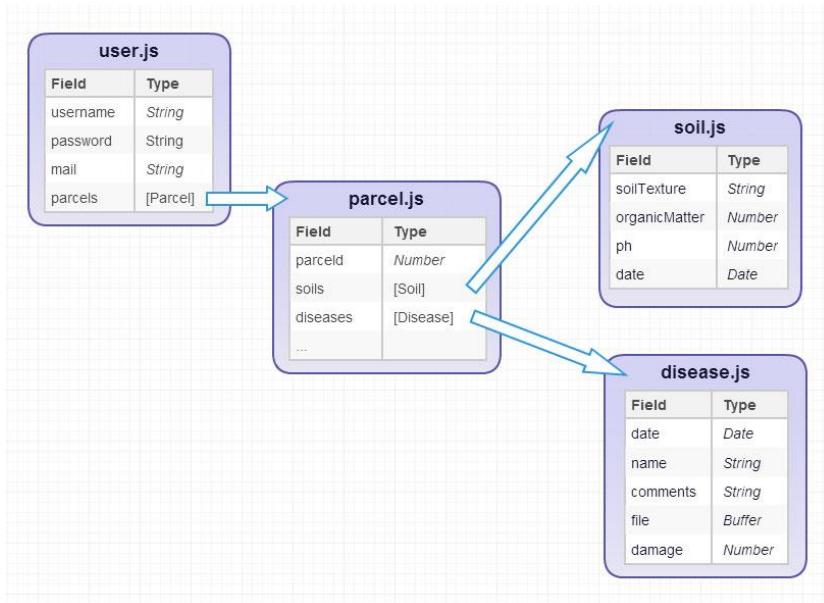 user.js
Field Type
username String
password String
mail String
parcels [Parcel]
parcel.js
Field Type
parceld Number
soils [Soil]
diseases [Disease]
...
soil.js
Field Type
soilTexture String
organicMatter Number
ph Number
date Date
disease.js
Field Type
date Date
name String
comments String
file Buffer
damage Number